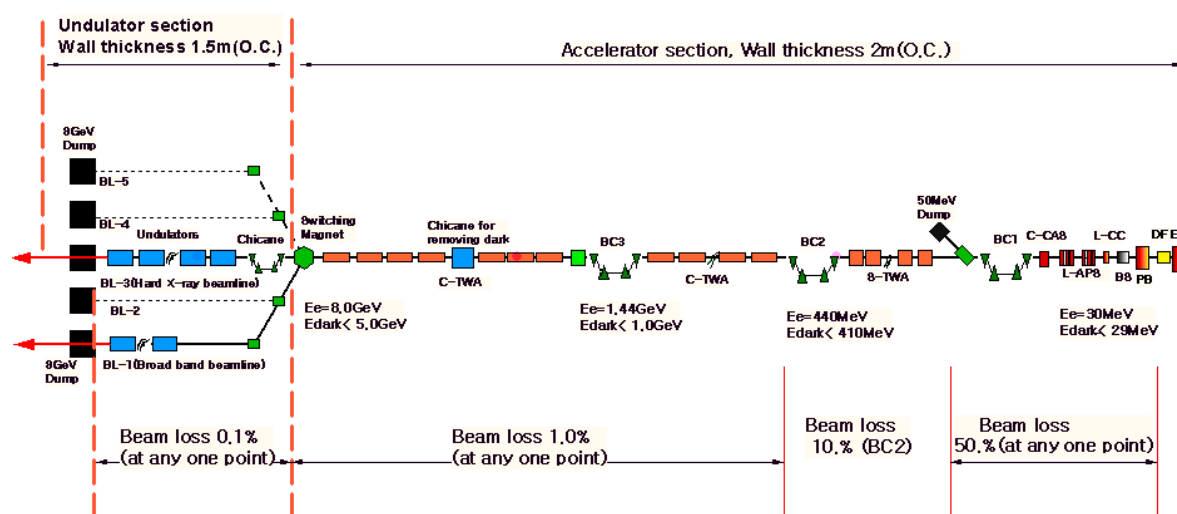 Undulator section
Wall thickness 1.5m(O.C.)
Accelerator section, Wall thickness 2m(O.C.)
8GeV
Dump
BL-5
BL-4
Undulators
Chicane
Switching
Magnet
Chicane for
removing dark
C-TWA
BC3
C-TWA
BC2
S-TWA
50MeV
Dump
BC1
C-CAS
L-APS
L-CC
BS
PB
DF E
BL-3(Hard X-ray beamline)
BL-2
8GeV
Dump
BL-1(Broad band beamline)
Ee=8.0GeV
Edark< 5.0GeV
Ee=1.44GeV
Edark< 1.0GeV
Ee=440MeV
Edark< 410MeV
Ee=30MeV
Edark< 29MeV
Beam loss 0.1%
(at any one point)
Beam loss 1.0%
(at any one point)
Beam loss
10.% (BC2)
Beam loss
50.%(at any one point)